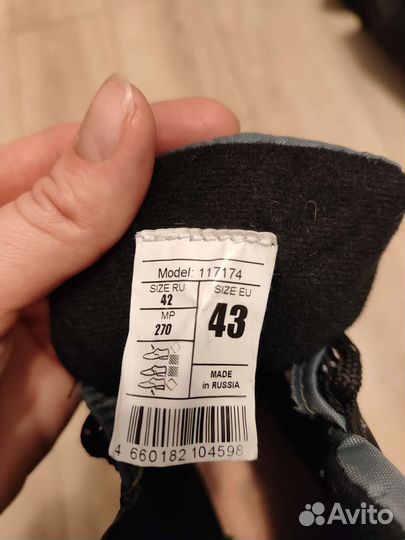 Model: 117174
SIZE RU
42
MP
270
SIZE EU
43
MADE
in RUSSIA
4 660182 104598
Avito